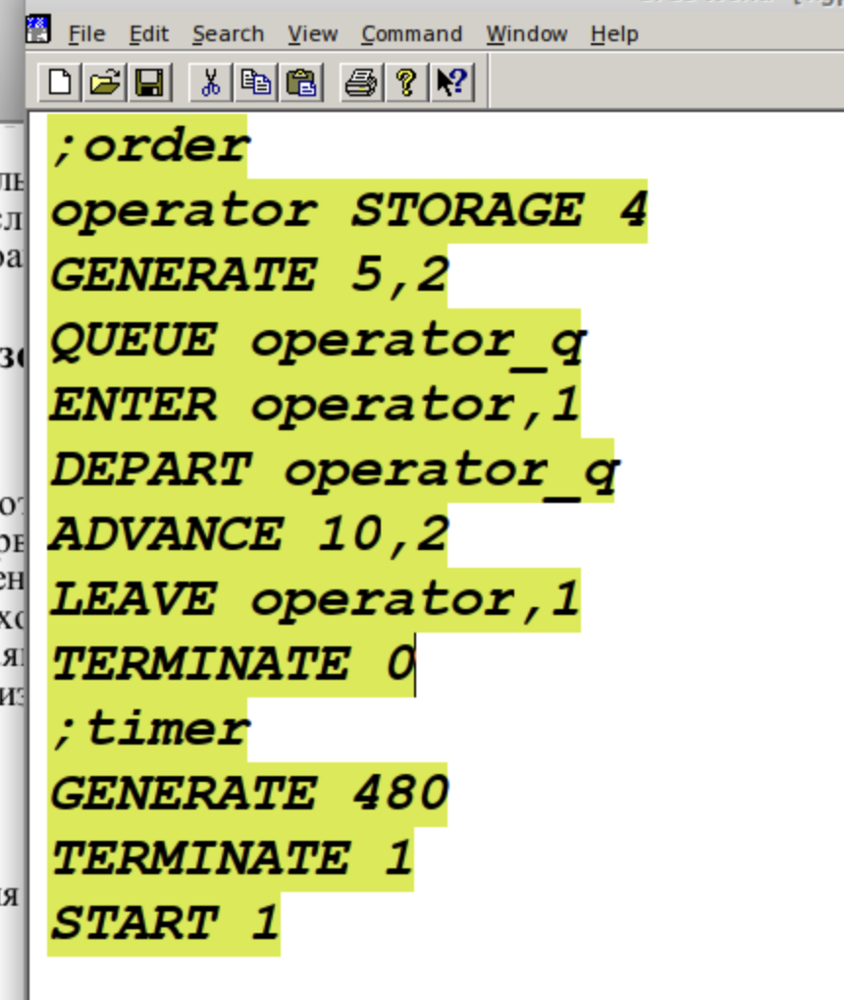 File Edit Search View Command Window Help
;order
operator STORAGE 4
GENERATE 5,2
QUEUE operator_q
ENTER operator,1
DEPART operator_q
ADVANCE 10,2
LEAVE operator,1
TERMINATE 0
;timer
GENERATE 480
TERMINATE 1
START 1